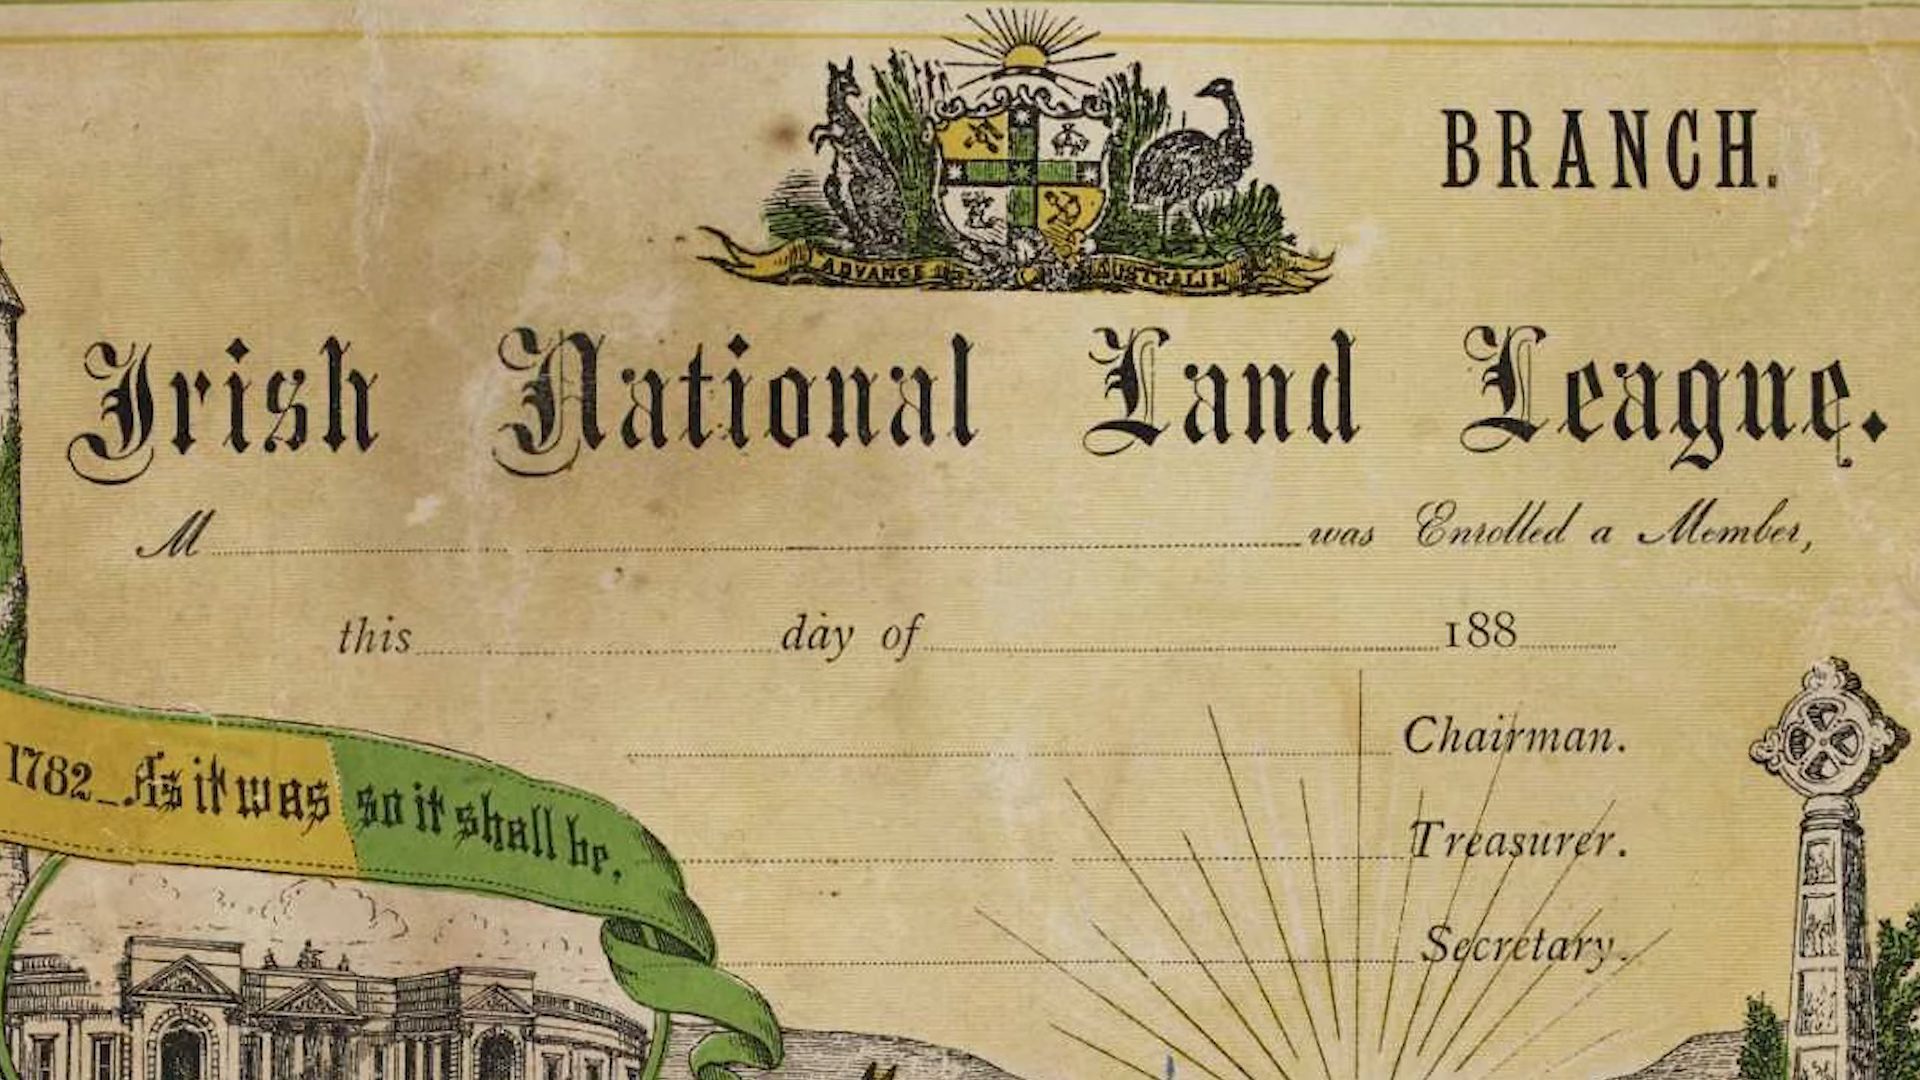 BRANCH.
ADVANCE AUSTRALIA
Irish National Land League.
M was Enrolled a Member,
this day of 188
Chairman.
1782 _ As it was so it shall be.
Treasurer.
Secretary.